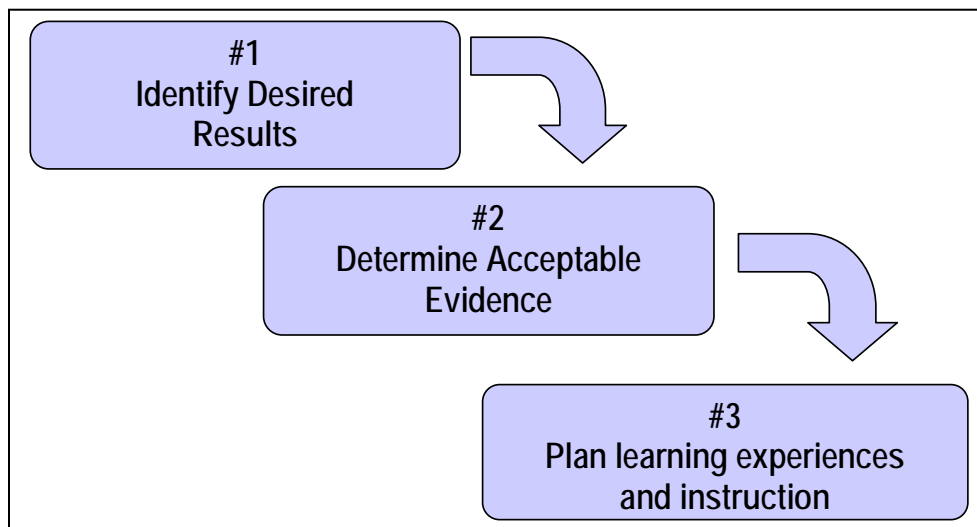 #1
Identify Desired
Results
#2
Determine Acceptable
Evidence
#3
Plan learning experiences
and instruction